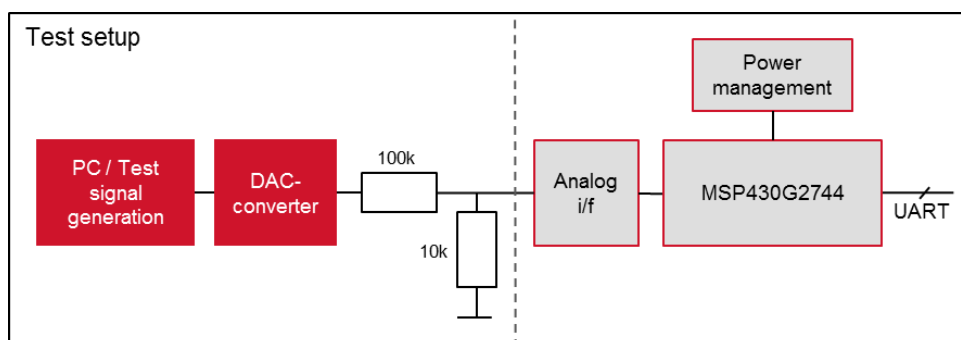 Test setup
Power
management
PC / Test
signal
generation
DAC-
converter
100k
10k
Analog
i/f
MSP430G2744
UART